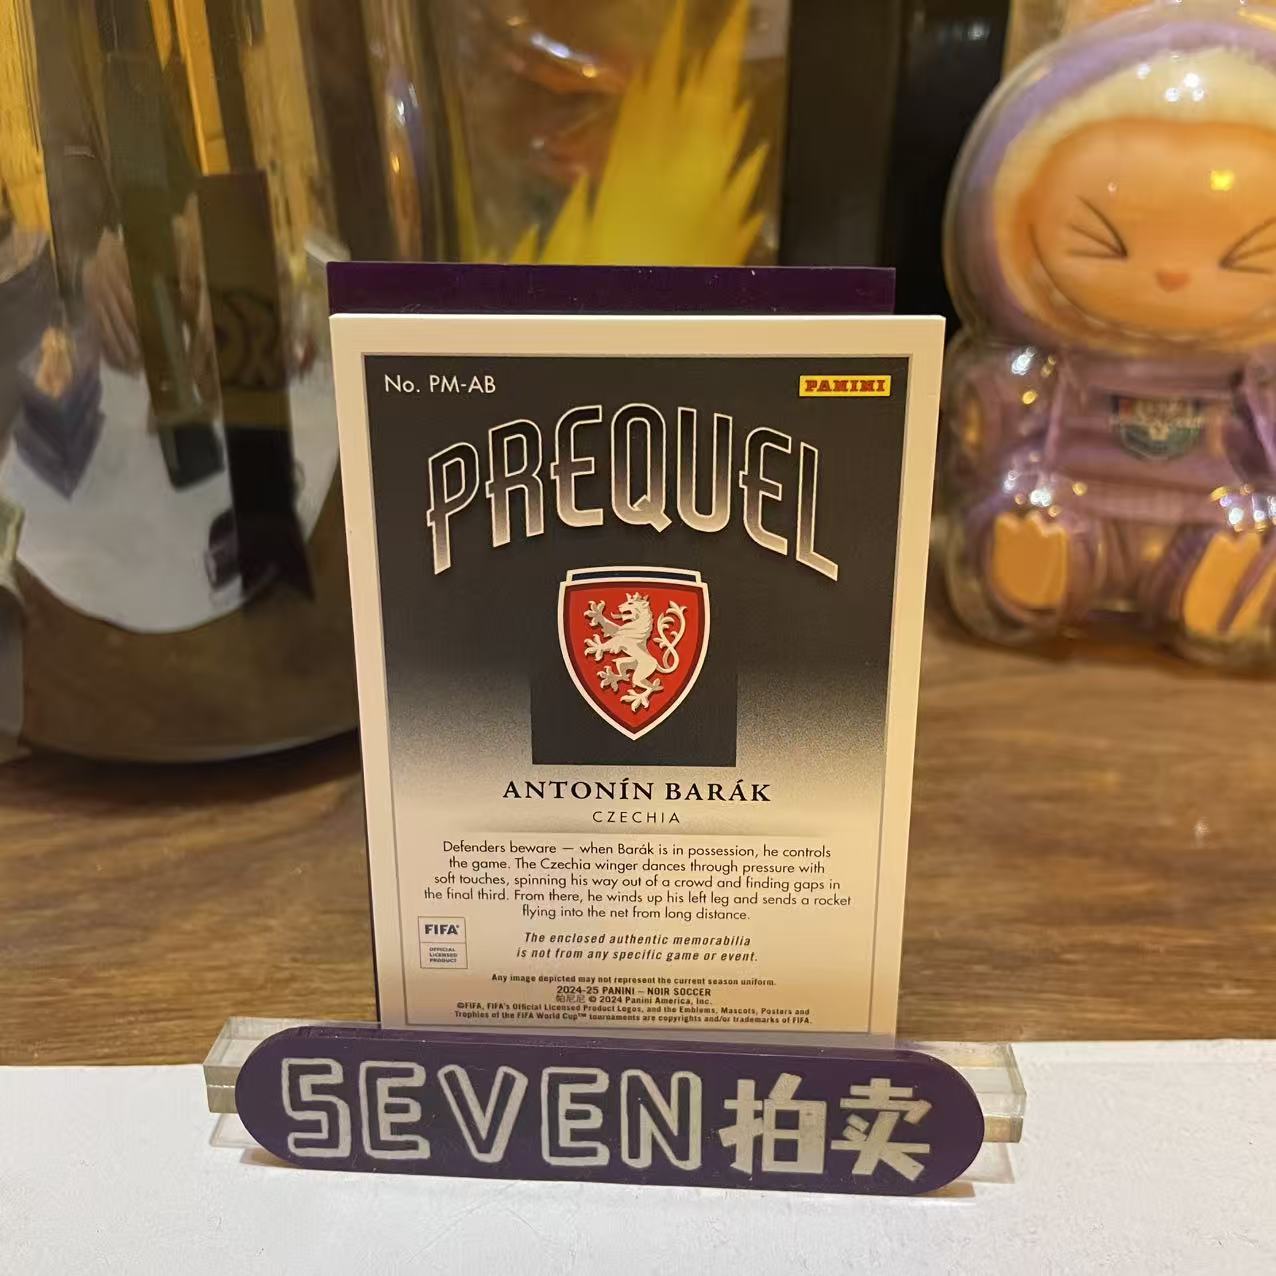 No. PM-AB
PANINI
PREQUEL
ANTONÍN BARÁK
CZECHIA
Defenders beware — when Barák is in possession, he controls
the game. The Czechia winger dances through pressure with
soft touches, spinning his way out of a crowd and finding gaps in
the final third. From there, he winds up his left leg and sends a rocket
flying into the net from long distance.
FIFA
OFFICIAL
LICENSED
PRODUCT
The enclosed authentic memorabilia
is not from any specific game or event.
Any image depicted may not represent the current season uniform.
2024-25 PANINI – NOIR SOCCER
帕尼尼 © 2024 Panini America, Inc.
©FIFA, FIFA's Official Licensed Product Logos, and the Emblems, Mascots, Posters and
Trophies of the FIFA World Cup™ tournaments are copyrights and/or trademarks of FIFA.
SEVEN拍卖